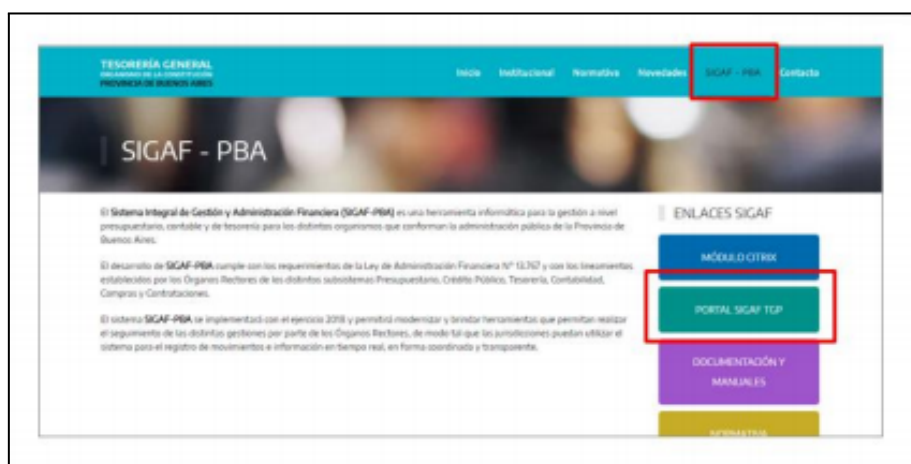 TESORERÍA GENERAL
ORGANISMO DE LA CONSTITUCIÓN
PROVINCIA DE BUENOS AIRES
Inicio Institucional Normativa Novedades SIGAF - PBA Contacto
SIGAF - PBA
El Sistema Integral de Gestión y Administración Financiera (SIGAF-PBA) es una herramienta informática para la gestión a nivel
presupuestario, contable y de tesorería para los distintos organismos que conforman la administración pública de la Provincia de
Buenos Aires.
El desarrollo de SIGAF-PBA cumple con los requerimientos de la Ley de Administración Financiera N° 13.767 y con los lineamientos
establecidos por los Órganos Rectores de los distintos subsistemas Presupuestario, Crédito Público, Tesorería, Contabilidad,
Compras y Contrataciones.
El sistema SIGAF-PBA se implementará con el ejercicio 2018 y permitirá modernizar y brindar herramientas que permitan realizar
el seguimiento de las distintas gestiones por parte de los Órganos Rectores, de modo tal que las jurisdicciones puedan utilizar el
sistema para el registro de movimientos e información en tiempo real, en forma coordinada y transparente.
ENLACES SIGAF
MÓDULO CITRIX
PORTAL SIGAF TGP
DOCUMENTACIÓN Y
MANUALES
NORMATIVA